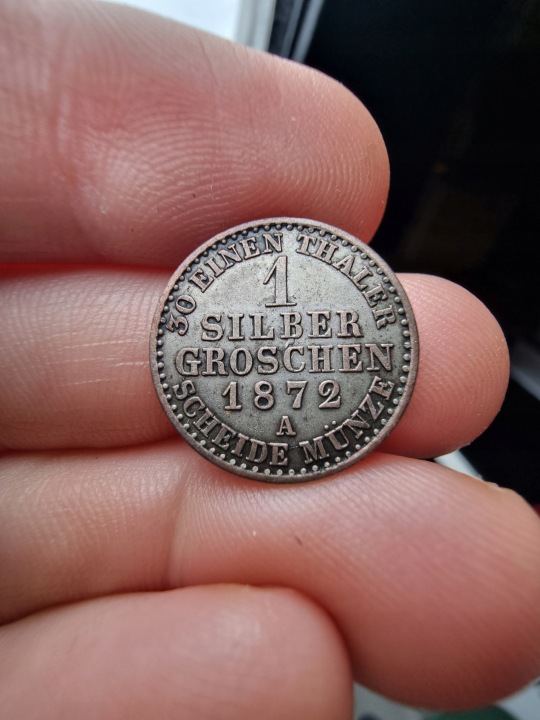 30 EINEN THALER
1
SILBER
GROSCHEN
1872
A
SCHEIDE MÜNZE